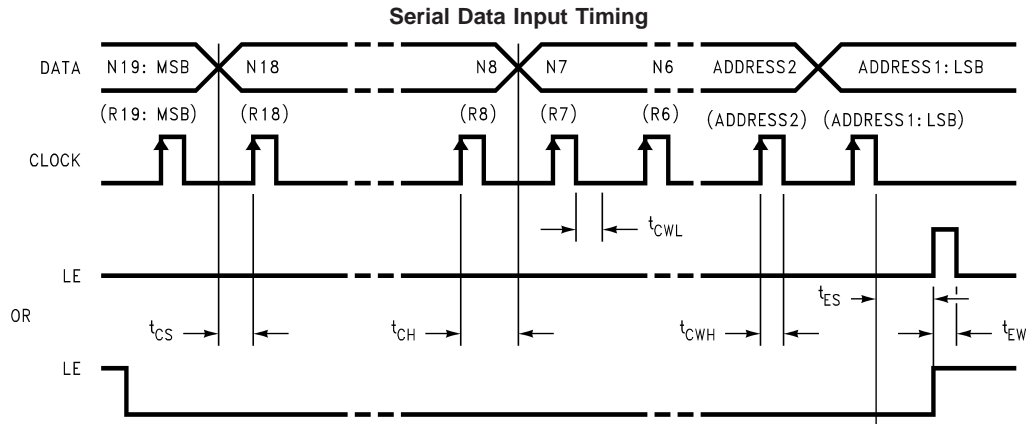 Serial Data Input Timing
DATA N19: MSB N18 N8 N7 N6 ADDRESS2 ADDRESS1:LSB
(R19: MSB) (R18) (R8) (R7) (R6) (ADDRESS2) (ADDRESS1:LSB)
CLOCK
tCWL
LE
tES
OR
tCS tCH tCWH tEW
LE